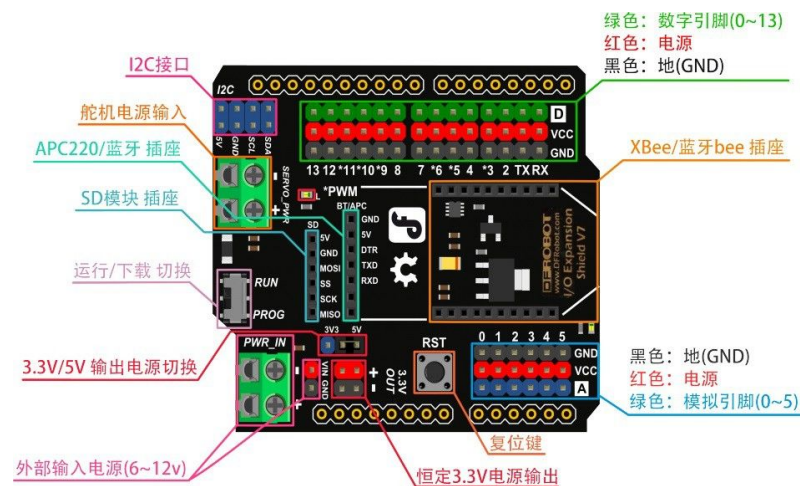 绿色：数字引脚(0~13)
红色：电源
黑色：地(GND)
I2C接口
舵机电源输入
APC220/蓝牙 插座
SD模块 插座
运行/下载 切换
3.3V/5V 输出电源切换
外部输入电源(6~12v)
XBee/蓝牙bee 插座
黑色：地(GND)
红色：电源
绿色：模拟引脚(0~5)
复位键
恒定3.3V电源输出
I2C
5V
GND
SCL
SDA
D
VCC
GND
13 12 *11 *10 *9 8 7 *6 *5 4 *3 2 TX RX
SERVO_PWR
-
+
L
*PWM
BT/APC
GND
5V
DTR
TXD
RXD
SD
5V
GND
MOSI
SS
SCK
MISO
RUN
PROG
3V3 5V
PWR_IN
-
+
VIN
GND
+
-
3.3V
OUT
RST
DFROBOT
www.DFRobot.com
I/O Expansion
Shield V7
0 1 2 3 4 5
GND
VCC
A